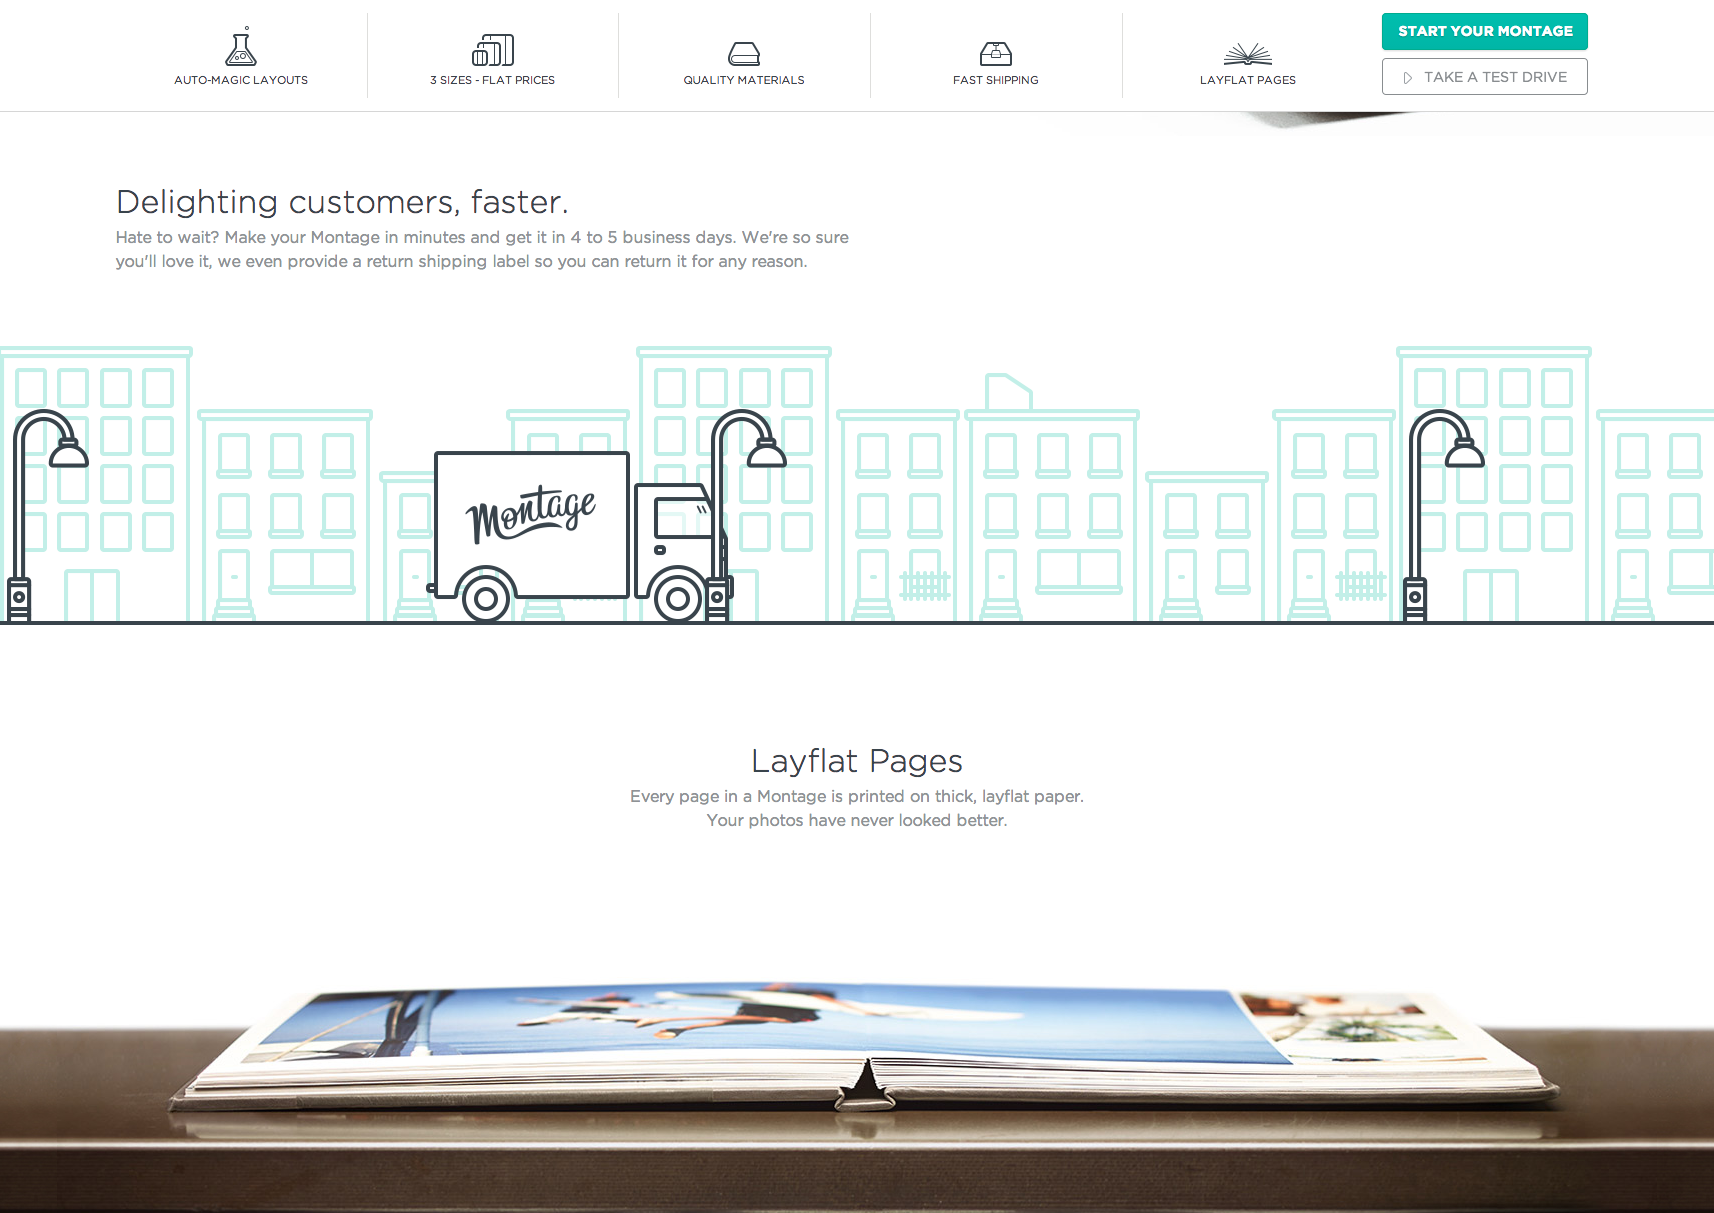 AUTO-MAGIC LAYOUTS
3 SIZES - FLAT PRICES
QUALITY MATERIALS
FAST SHIPPING
LAYFLAT PAGES
START YOUR MONTAGE
TAKE A TEST DRIVE
Delighting customers, faster.
Hate to wait? Make your Montage in minutes and get it in 4 to 5 business days. We're so sure
you'll love it, we even provide a return shipping label so you can return it for any reason.
Montage
Layflat Pages
Every page in a Montage is printed on thick, layflat paper.
Your photos have never looked better.